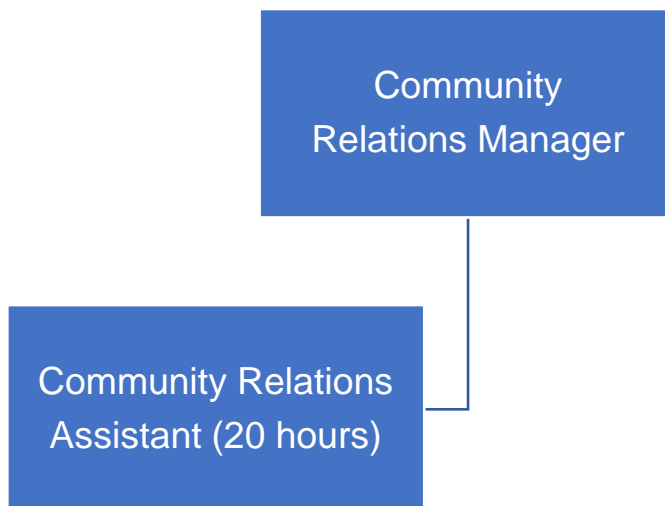 Community
Relations Manager
Community Relations
Assistant (20 hours)